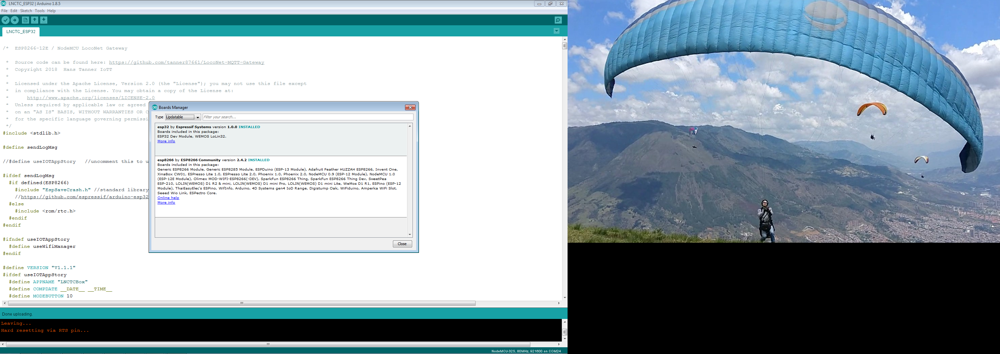 LNCTC_ESP32 | Arduino 1.8.5
File Edit Sketch Tools Help
LNCTC_ESP32
/*  ESP8266-12E / NodeMCU LocoNet Gateway
 *  Source code can be found here: https://github.com/tanner87661/LocoNet-MQTT-Gateway
 *  Copyright 2018  Hans Tanner IoTT
 *
 *  Licensed under the Apache License, Version 2.0 (the "License"); you may not use this file except
 *  in compliance with the License. You may obtain a copy of the License at:
 *      http://www.apache.org/licenses/LICENSE-2.0
 *  Unless required by applicable law or agreed
 *  on an "AS IS" BASIS, WITHOUT WARRANTIES OR C
 *  for the specific language governing permissi
 */
#include <stdlib.h>
#define sendLogMsg
//#define useIOTAppStory   //uncomment this to u
#ifdef sendLogMsg
  #if defined(ESP8266)
    #include "EspSaveCrash.h" //standard library
    //https://github.com/espressif/arduino-esp32
  #else
    #include <rom/rtc.h>
  #endif
#endif
#ifndef useIOTAppStory
  #define useWifiManager
#endif
#define VERSION "V1.1.1"
#ifdef useIOTAppStory
  #define APPNAME "LNCTCBox"
  #define COMPDATE __DATE__ __TIME__
  #define MODEBUTTON 10
Boards Manager
Type Updatable Filter your search...
esp32 by Espressif Systems version 1.0.0 INSTALLED
Boards included in this package:
ESP32 Dev Module, WEMOS LoLin32.
More info
esp8266 by ESP8266 Community version 2.4.2 INSTALLED
Boards included in this package:
Generic ESP8266 Module, Generic ESP8285 Module, ESPDuino (ESP-13 Module), Adafruit Feather HUZZAH ESP8266, Invent One,
XinaBox CW01, ESPresso Lite 1.0, ESPresso Lite 2.0, Phoenix 1.0, Phoenix 2.0, NodeMCU 0.9 (ESP-12 Module), NodeMCU 1.0
(ESP-12E Module), Olimex MOD-WIFI-ESP8266(-DEV), SparkFun ESP8266 Thing, SparkFun ESP8266 Thing Dev, SweetPea
ESP-210, LOLIN(WEMOS) D1 R2 & mini, LOLIN(WEMOS) D1 mini Pro, LOLIN(WEMOS) D1 mini Lite, WeMos D1 R1, ESPino (ESP-12
Module), ThaiEasyElec's ESPino, WifInfo, Arduino, 4D Systems gen4 IoD Range, Digistump Oak, WiFiduino, Amperka WiFi Slot,
Seeed Wio Link, ESPectro Core.
Online help
More info
Close
Done uploading.
Leaving...
Hard resetting via RTS pin...
NodeMCU-32S, 80MHz, 921600 on COM24